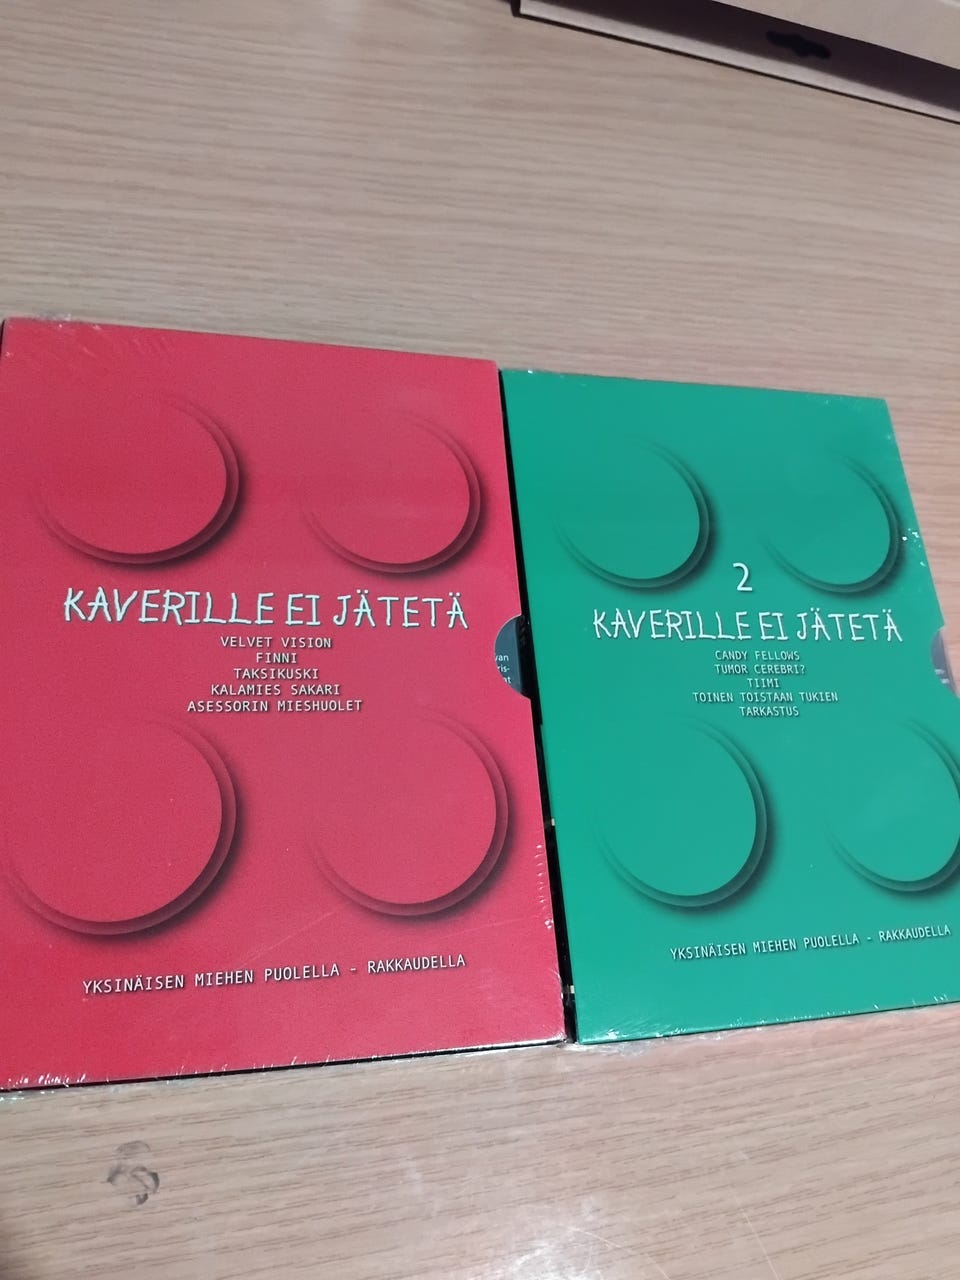 KAVERILLE EI JÄTETÄ
VELVET VISION
FINNI
TAKSIKUSKI
KALAMIES SAKARI
ASESSORIN MIESHUOLET
YKSINÄISEN MIEHEN PUOLELLA - RAKKAUDELLA
2
KAVERILLE EI JÄTETÄ
CANDY FELLOWS
TUMOR CEREBRI?
TIIMI
TOINEN TOISTAAN TUKIEN
TARKASTUS
YKSINÄISEN MIEHEN PUOLELLA - RAKKAUDELLA